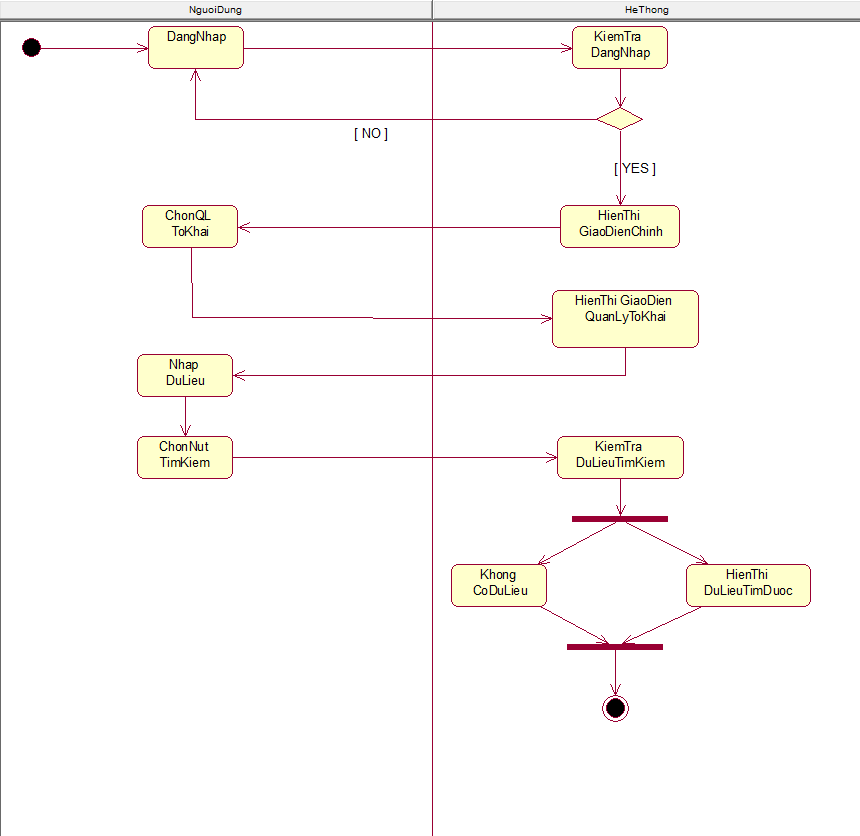 NguoiDung
HeThong
DangNhap
KiemTra
DangNhap
[ NO ]
[ YES ]
ChonQL
ToKhai
HienThi
GiaoDienChinh
HienThi GiaoDien
QuanLyToKhai
Nhap
DuLieu
ChonNut
TimKiem
KiemTra
DuLieuTimKiem
Khong
CoDuLieu
HienThi
DuLieuTimDuoc